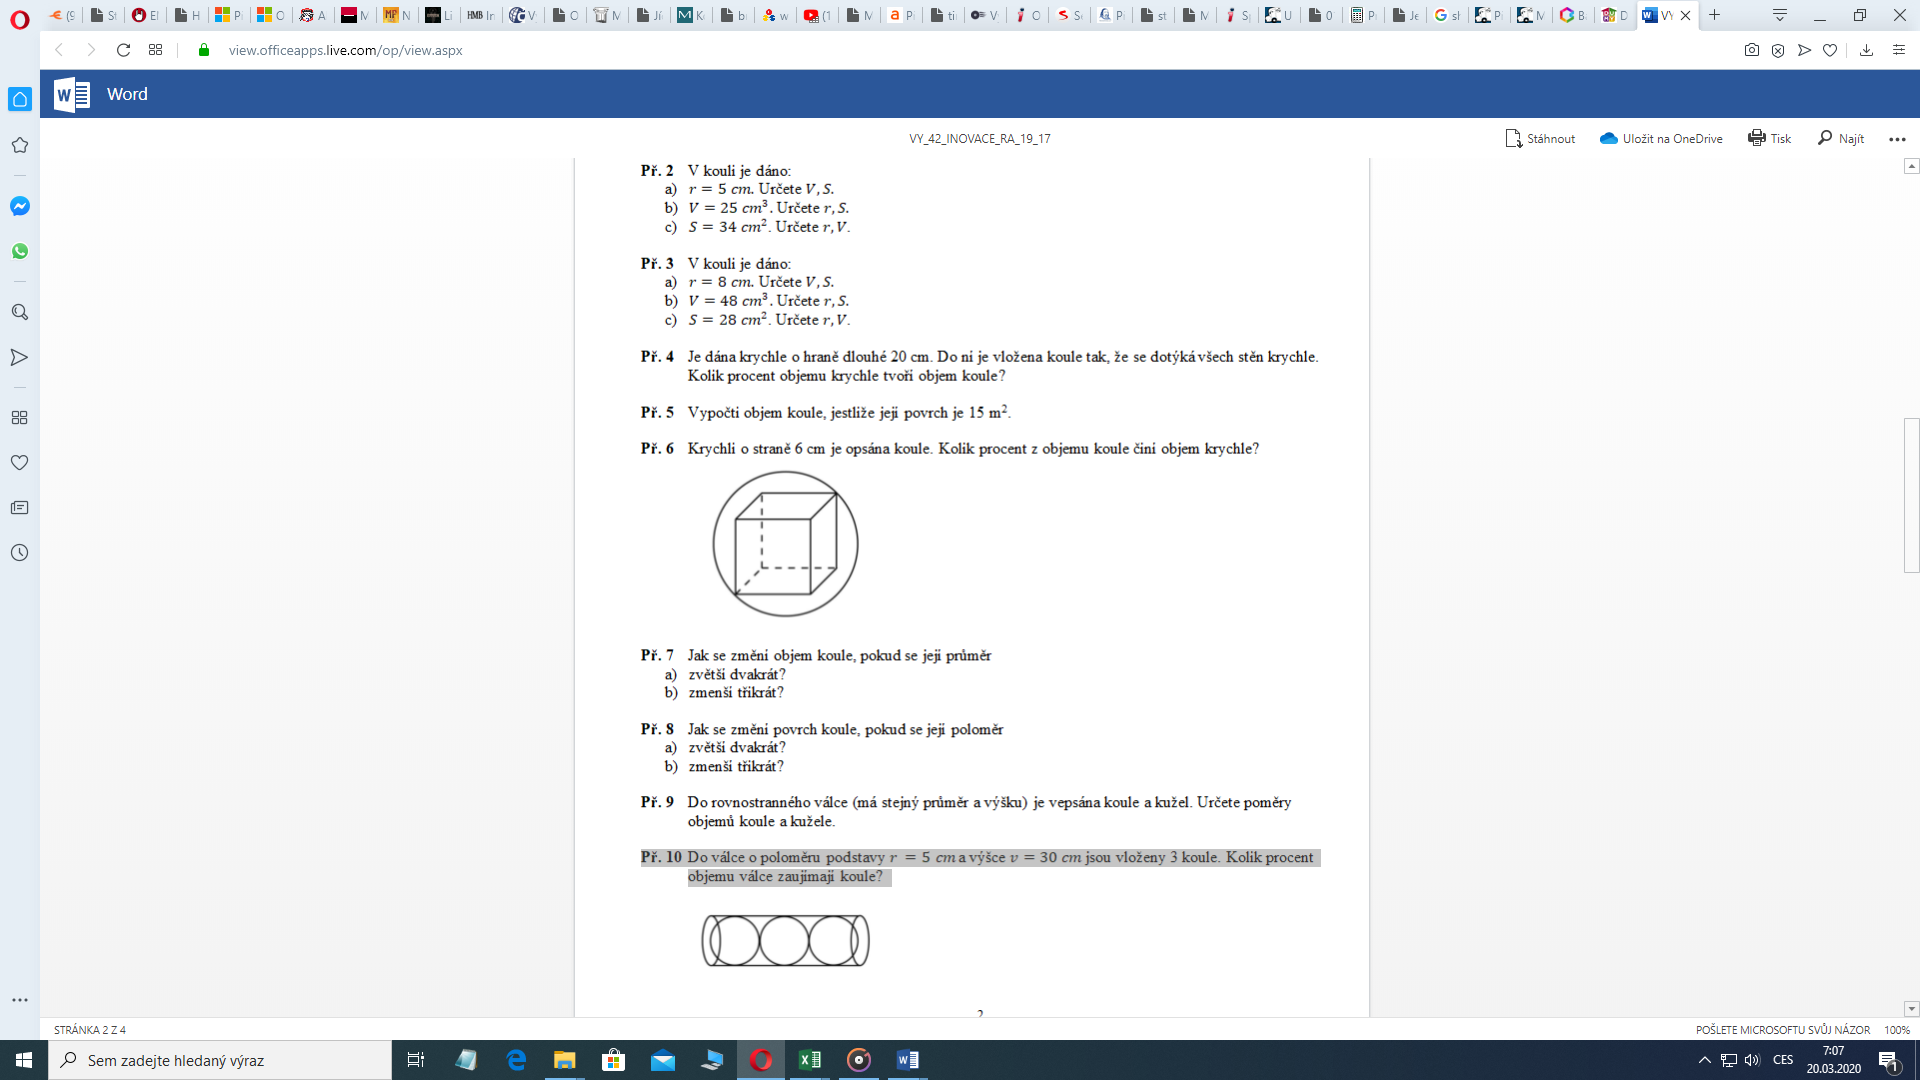 view.officeapps.live.com/op/view.aspx
Word
VY_42_INOVACE_RA_19_17
Stáhnout
Uložit na OneDrive
Tisk
Najít
Př. 2 V kouli je dáno:
a) r = 5 cm. Určete V, S.
b) V = 25 cm³. Určete r, S.
c) S = 34 cm². Určete r, V.
Př. 3 V kouli je dáno:
a) r = 8 cm. Určete V, S.
b) V = 48 cm³. Určete r, S.
c) S = 28 cm². Určete r, V.
Př. 4 Je dána krychle o hraně dlouhé 20 cm. Do ní je vložena koule tak, že se dotýká všech stěn krychle.
Kolik procent objemu krychle tvoří objem koule?
Př. 5 Vypočti objem koule, jestliže její povrch je 15 m².
Př. 6 Krychli o straně 6 cm je opsána koule. Kolik procent z objemu koule činí objem krychle?
Př. 7 Jak se změní objem koule, pokud se její průměr
a) zvětší dvakrát?
b) zmenší třikrát?
Př. 8 Jak se změní povrch koule, pokud se její poloměr
a) zvětší dvakrát?
b) zmenší třikrát?
Př. 9 Do rovnostranného válce (má stejný průměr a výšku) je vepsána koule a kužel. Určete poměry
objemů koule a kužele.
Př. 10 Do válce o poloměru podstavy r = 5 cm a výšce v = 30 cm jsou vloženy 3 koule. Kolik procent
objemu válce zaujímají koule?
STRÁNKA 2 Z 4
POŠLETE MICROSOFTU SVŮJ NÁZOR
100%
Sem zadejte hledaný výraz
CES
7:07
20.03.2020